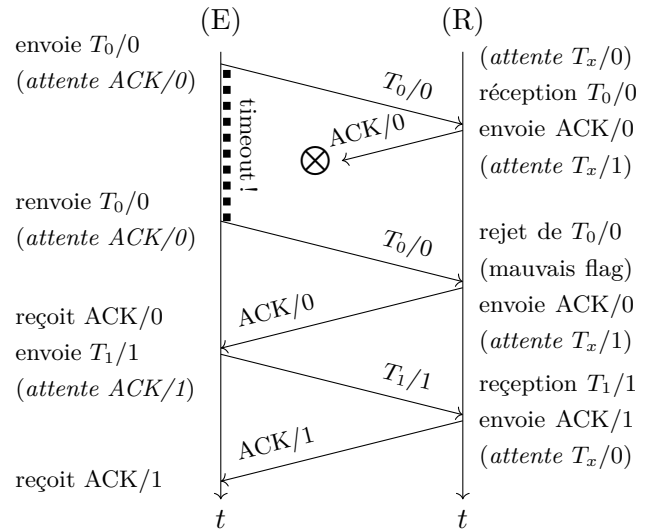 (E)
(R)
envoie T₀/0
(attente ACK/0)
(attente Tₓ/0)
réception T₀/0
envoie ACK/0
(attente Tₓ/1)
T₀/0
ACK/0
timeout!
renvoie T₀/0
(attente ACK/0)
T₀/0
rejet de T₀/0
(mauvais flag)
envoie ACK/0
(attente Tₓ/1)
ACK/0
reçoit ACK/0
envoie T₁/1
(attente ACK/1)
T₁/1
reçeption T₁/1
envoie ACK/1
(attente Tₓ/0)
ACK/1
reçoit ACK/1
t
t